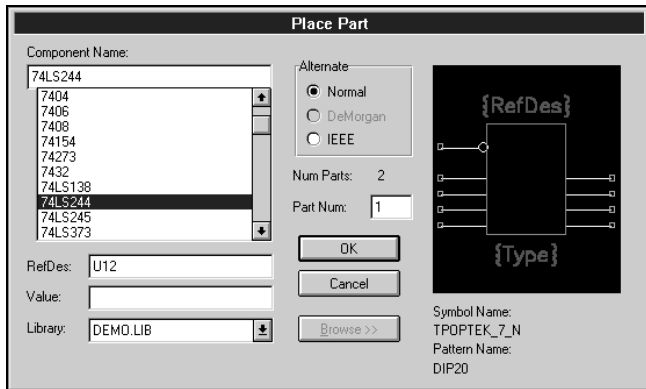 Place Part
Component Name:
74LS244
7404
7406
7408
74154
74273
7432
74LS138
74LS244
74LS245
74LS373
RefDes: U12
Value:
Library: DEMO.LIB
Alternate
Normal
DeMorgan
IEEE
Num Parts: 2
Part Num: 1
OK
Cancel
Browse >>
{RefDes}
{Type}
Symbol Name:
TPOPTEK_7_N
Pattern Name:
DIP20